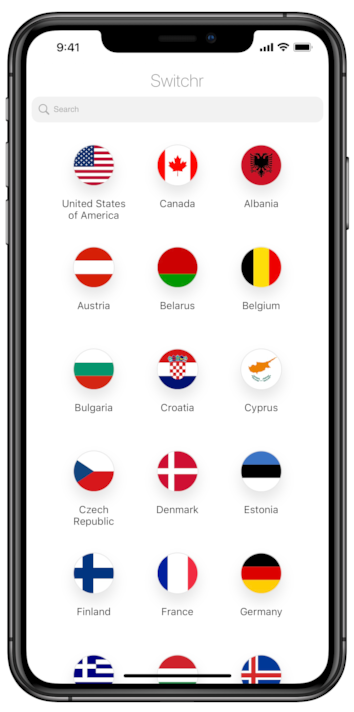 9:41
Switchr
Search
United States
of America
Canada
Albania
Austria
Belarus
Belgium
Bulgaria
Croatia
Cyprus
Czech
Republic
Denmark
Estonia
Finland
France
Germany